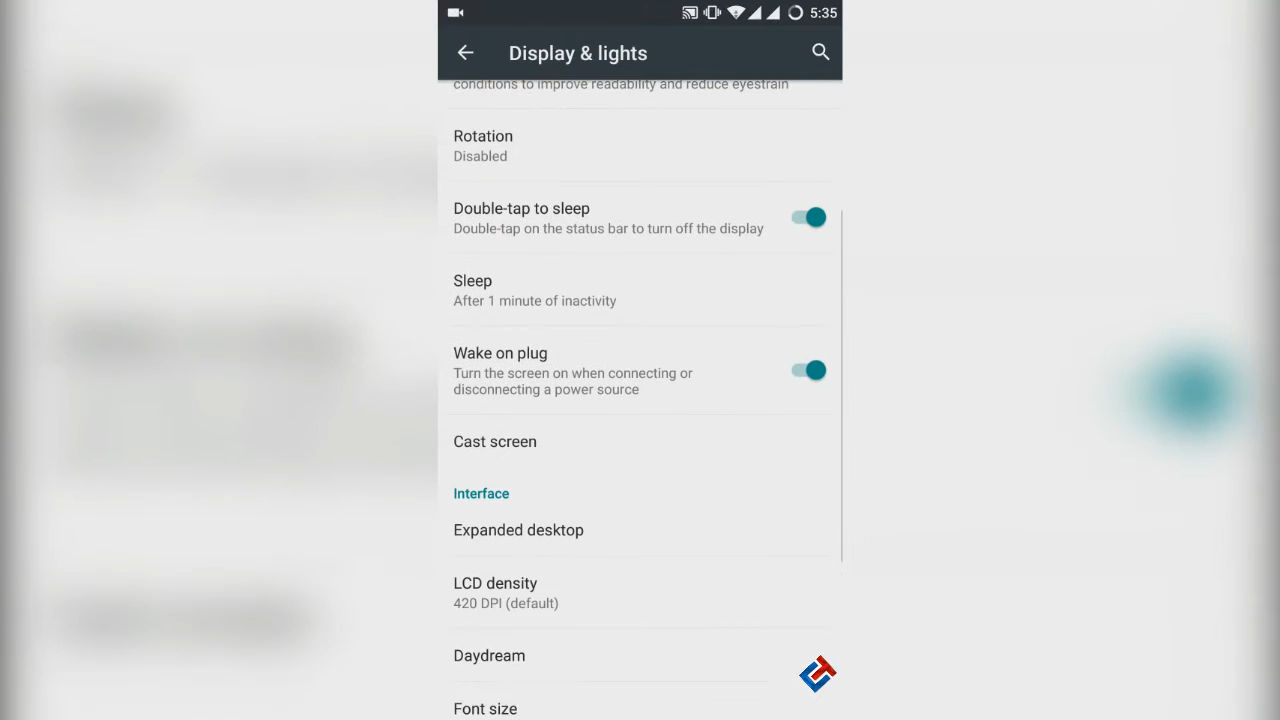 5:35
Display & lights
conditions to improve readability and reduce eyestrain
Rotation
Disabled
Double-tap to sleep
Double-tap on the status bar to turn off the display
Sleep
After 1 minute of inactivity
Wake on plug
Turn the screen on when connecting or
disconnecting a power source
Cast screen
Interface
Expanded desktop
LCD density
420 DPI (default)
Daydream
Font size